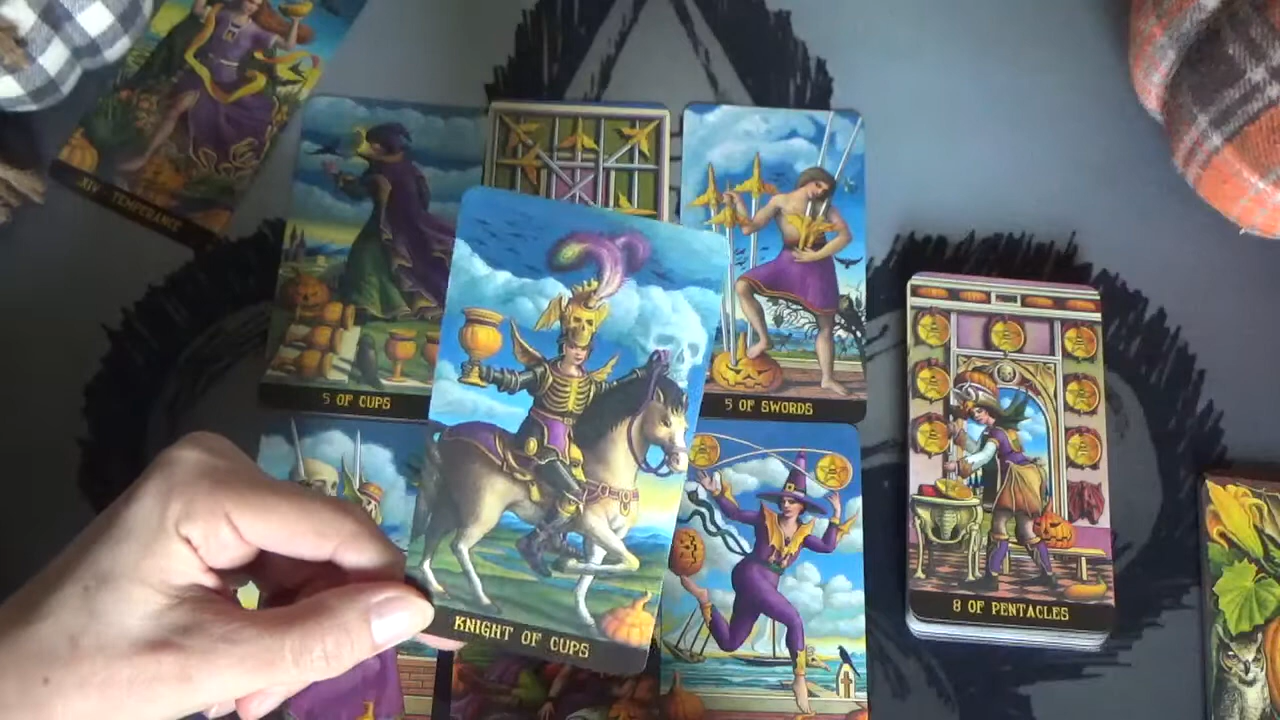 XIV - TEMPERANCE
5 OF CUPS
5 OF SWORDS
KNIGHT OF CUPS
8 OF PENTACLES